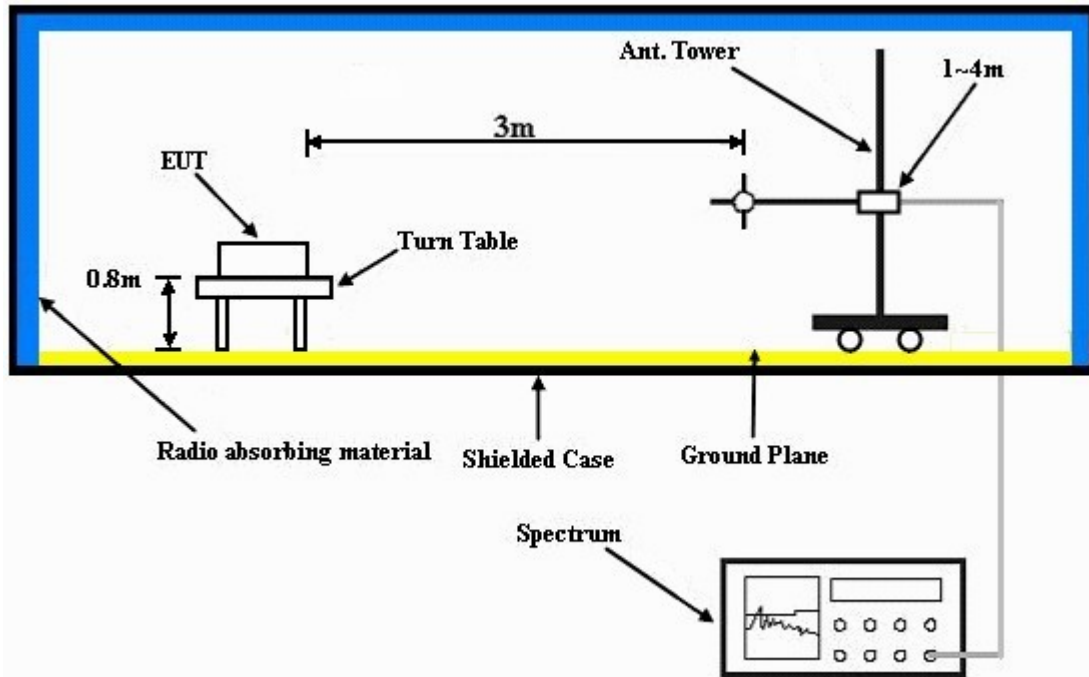 Ant. Tower
1~4m
3m
EUT
Turn Table
0.8m
Radio absorbing material
Shielded Case
Ground Plane
Spectrum